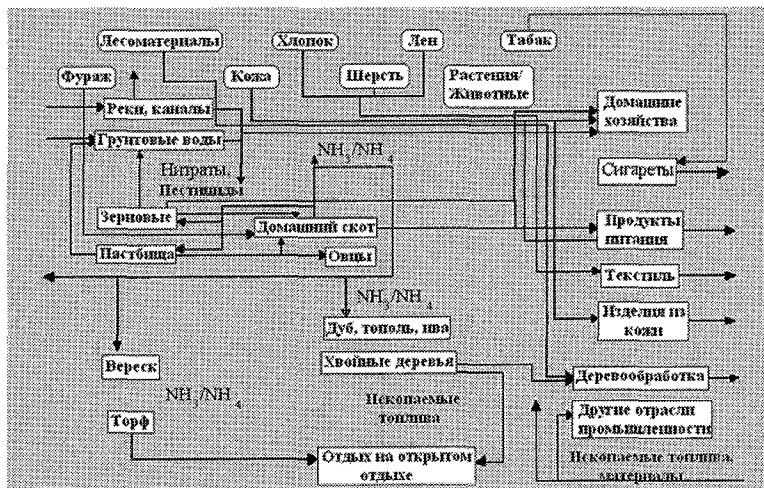 Лесоматериалы
Хлопок
Лен
Табак
Фураж
Кожа
Шерсть
Растения/
Животные
Реки, каналы
Домашние
хозяйства
Грунтовые воды
NH3/NH4
Нитраты,
Пестициды
Сигареты
Зерновые
Домашний скот
Продукты
питания
Пастбища
Овцы
Текстиль
NH3/NH4
Дуб, тополь, ива
Изделия из
кожи
Вереск
Хвойные деревья
Деревообработка
NH3/NH4
Ископаемые
топлива
Торф
Другие отрасли
промышленности
Отдых на открытом
отдыхе
Ископаемые топлива,
материалы